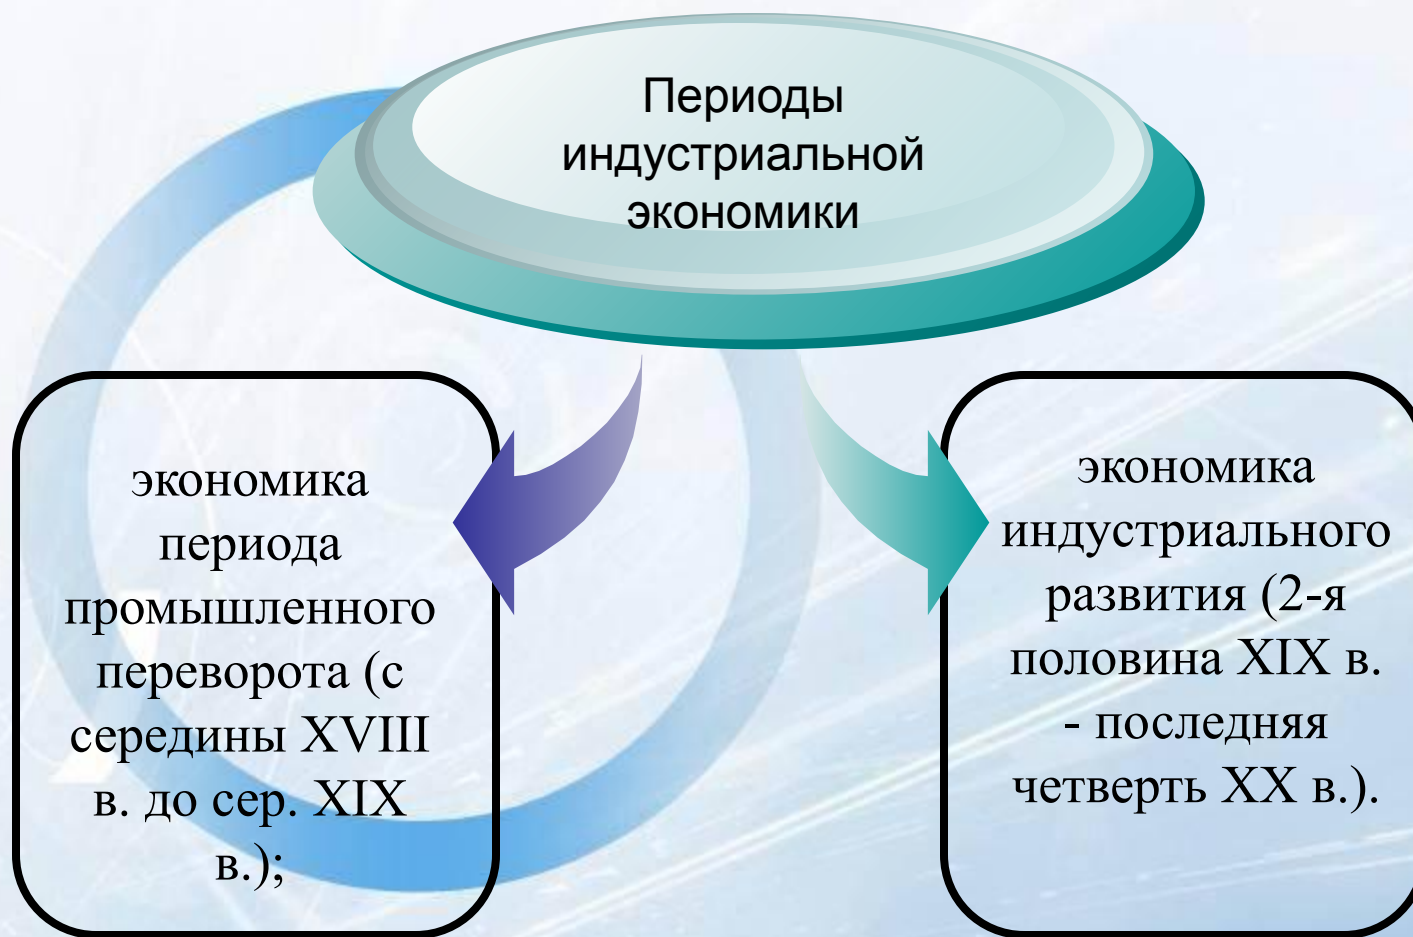 Периоды
индустриальной
экономики
экономика
периода
промышленного
переворота (с
середины XVIII
в. до сер. XIX
в.);
экономика
индустриального
развития (2-я
половина XIX в.
- последняя
четверть XX в.).